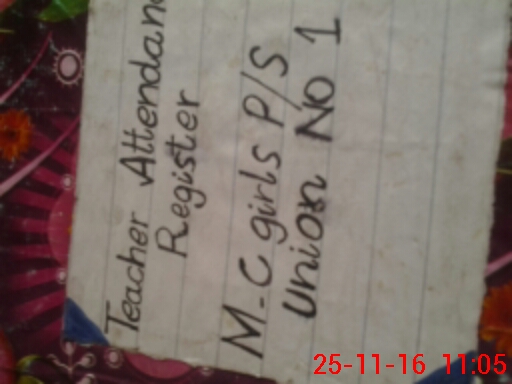 Teacher Attendan
Register
M.C girls P/S
Union No 1
25-11-16 11:05